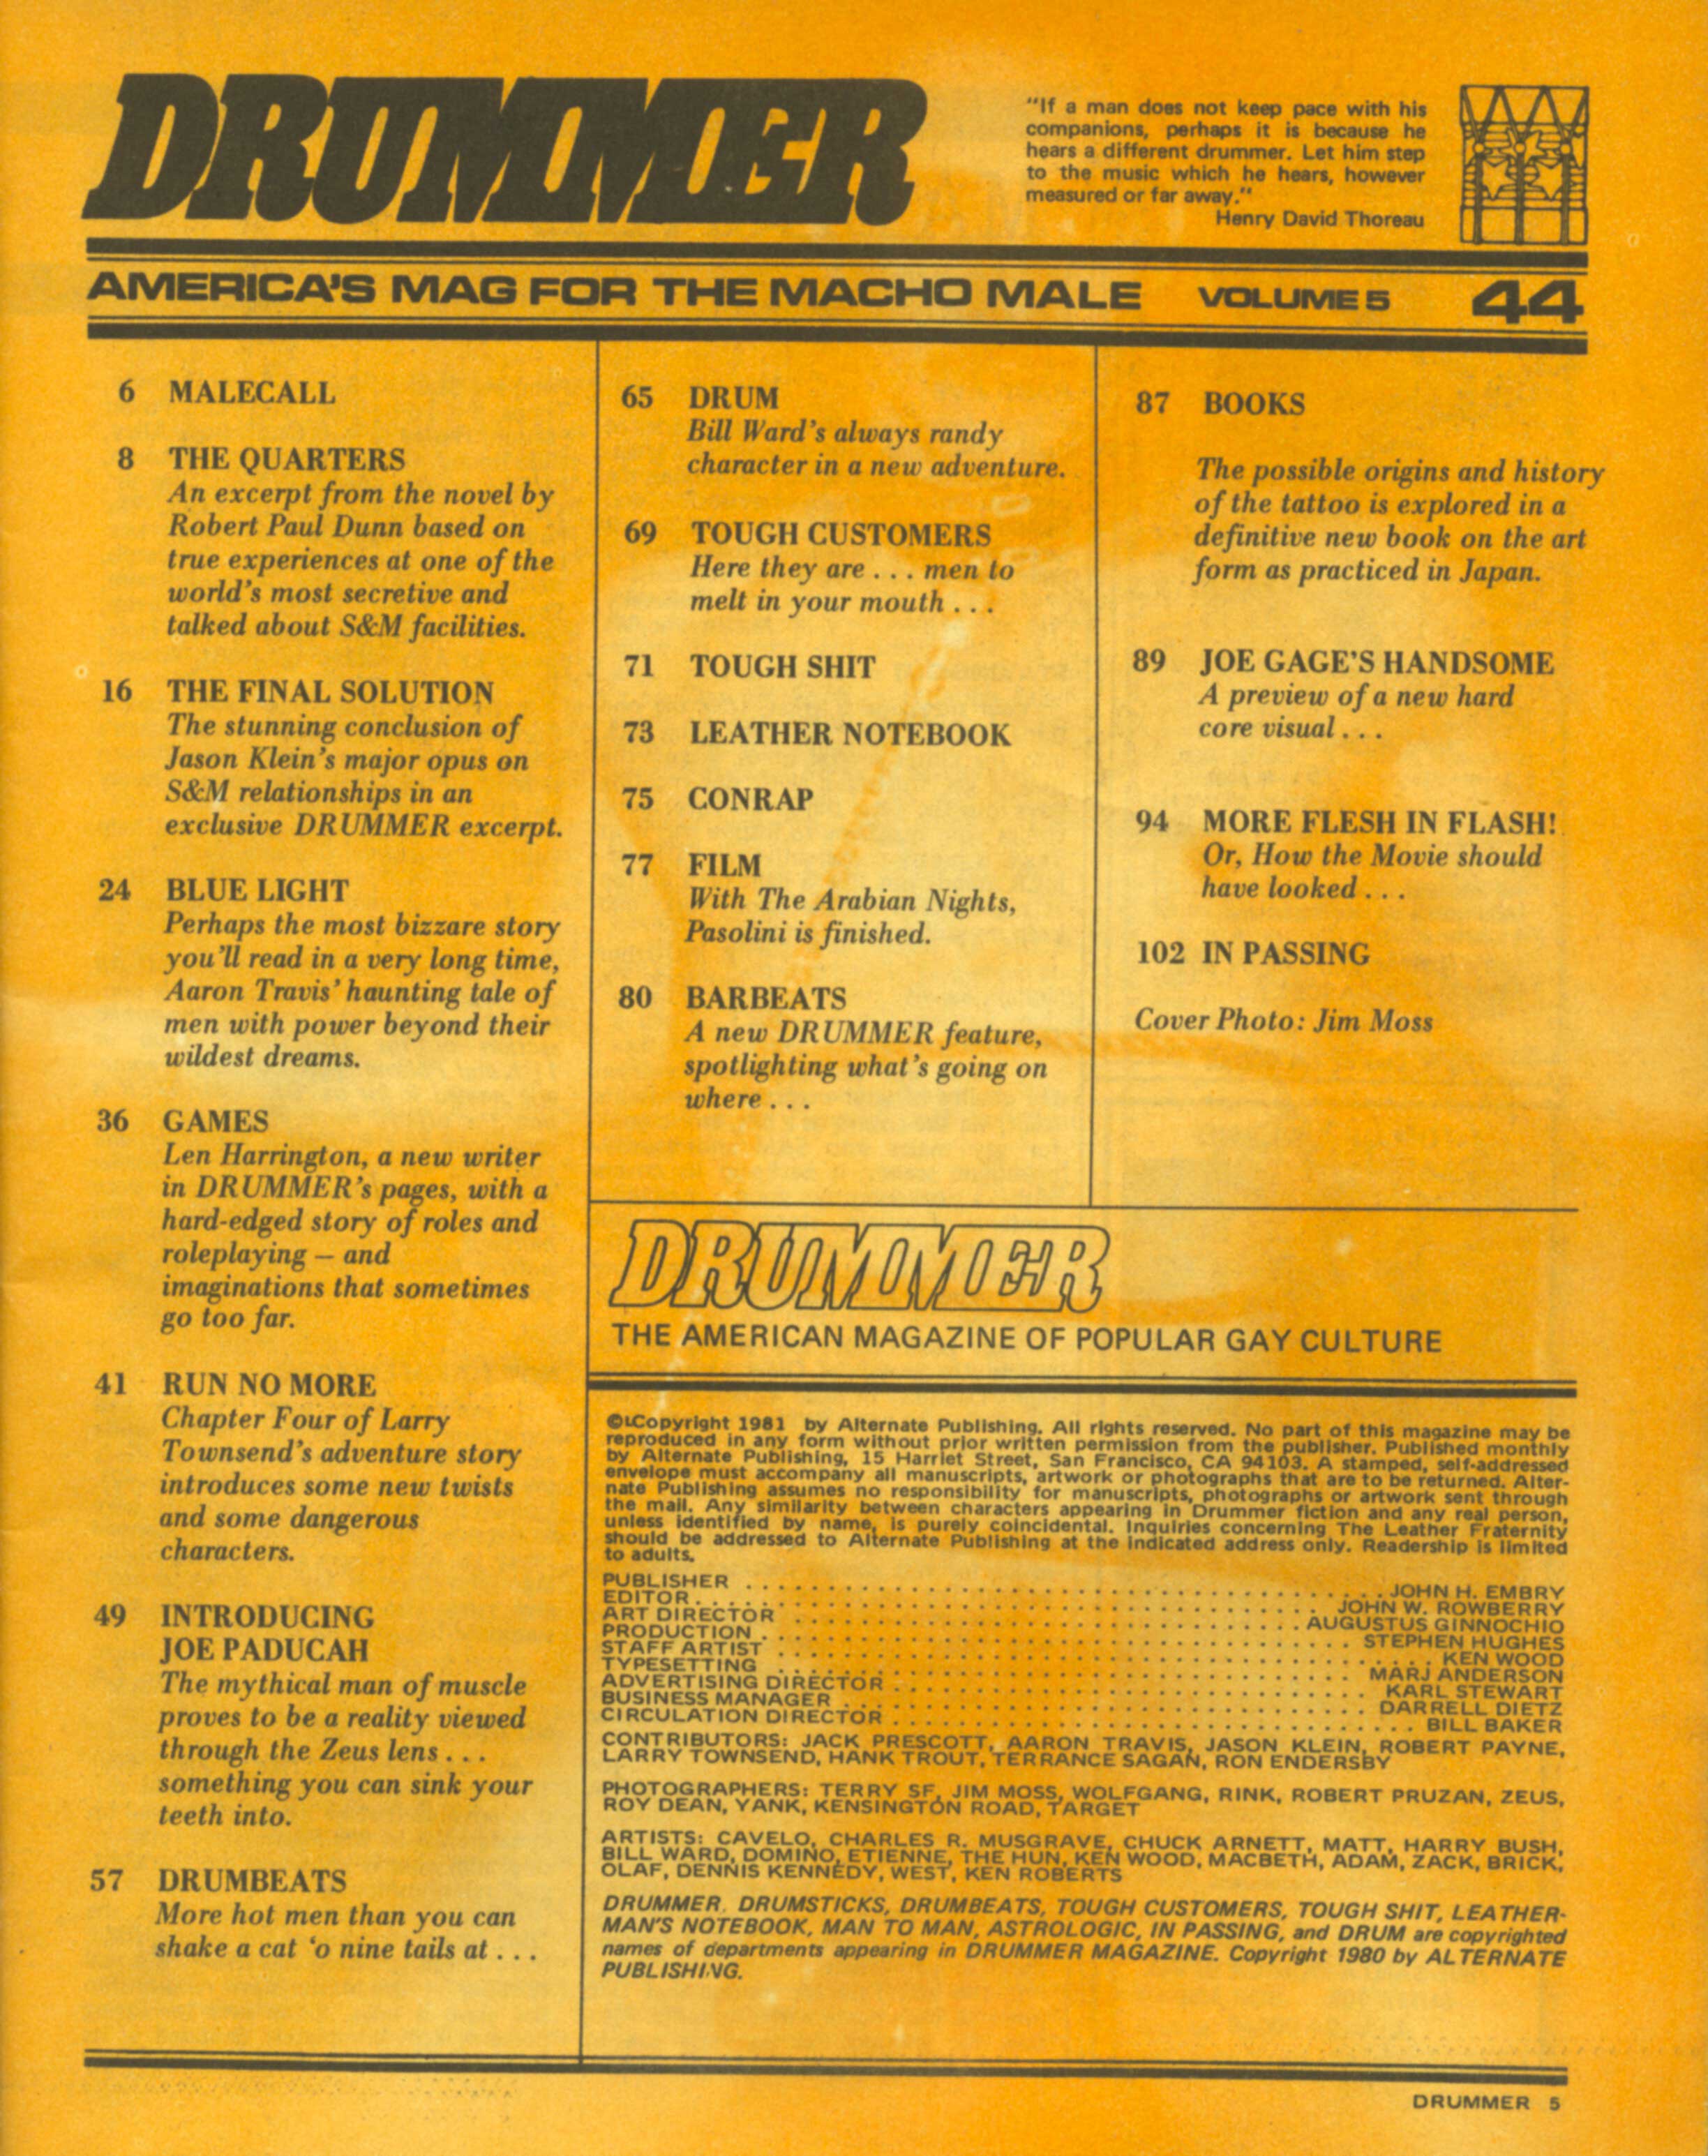 DRUMMER
"If a man does not keep pace with his
companions, perhaps it is because he
hears a different drummer. Let him step
to the music which he hears, however
measured or far away."
Henry David Thoreau
AMERICA'S MAG FOR THE MACHO MALE VOLUME 5 44
6 MALECALL
8 THE QUARTERS
An excerpt from the novel by
Robert Paul Dunn based on
true experiences at one of the
world's most secretive and
talked about S&M facilities.
16 THE FINAL SOLUTION
The stunning conclusion of
Jason Klein's major opus on
S&M relationships in an
exclusive DRUMMER excerpt.
24 BLUE LIGHT
Perhaps the most bizzare story
you'll read in a very long time,
Aaron Travis' haunting tale of
men with power beyond their
wildest dreams.
36 GAMES
Len Harrington, a new writer
in DRUMMER's pages, with a
hard-edged story of roles and
roleplaying — and
imaginations that sometimes
go too far.
41 RUN NO MORE
Chapter Four of Larry
Townsend's adventure story
introduces some new twists
and some dangerous
characters.
49 INTRODUCING
JOE PADUCAH
The mythical man of muscle
proves to be a reality viewed
through the Zeus lens . . .
something you can sink your
teeth into.
57 DRUMBEATS
More hot men than you can
shake a cat 'o nine tails at . . .
65 DRUM
Bill Ward's always randy
character in a new adventure.
69 TOUGH CUSTOMERS
Here they are . . . men to
melt in your mouth . . .
71 TOUGH SHIT
73 LEATHER NOTEBOOK
75 CONRAP
77 FILM
With The Arabian Nights,
Pasolini is finished.
80 BARBEATS
A new DRUMMER feature,
spotlighting what's going on
where . . .
87 BOOKS
The possible origins and history
of the tattoo is explored in a
definitive new book on the art
form as practiced in Japan.
89 JOE GAGE'S HANDSOME
A preview of a new hard
core visual . . .
94 MORE FLESH IN FLASH!
Or, How the Movie should
have looked . . .
102 IN PASSING
Cover Photo: Jim Moss
DRUMMER
THE AMERICAN MAGAZINE OF POPULAR GAY CULTURE
©Copyright 1981 by Alternate Publishing. All rights reserved. No part of this magazine may be
reproduced in any form without prior written permission from the publisher. Published monthly
by Alternate Publishing, 15 Harriet Street, San Francisco, CA 94103. A stamped, self-addressed
envelope must accompany all manuscripts, artwork or photographs that are to be returned. Alter-
nate Publishing assumes no responsibility for manuscripts, photographs or artwork sent through
the mail. Any similarity between characters appearing in Drummer fiction and any real person,
unless identified by name, is purely coincidental. Inquiries concerning The Leather Fraternity
should be addressed to Alternate Publishing at the indicated address only. Readership is limited
to adults.
PUBLISHER . . . . . JOHN H. EMBRY
EDITOR . . . . . JOHN W. ROWBERRY
ART DIRECTOR . . . . . AUGUSTUS GINNOCHIO
PRODUCTION . . . . . STEPHEN HUGHES
STAFF ARTIST . . . . . KEN WOOD
TYPESETTING . . . . . MARJ ANDERSON
ADVERTISING DIRECTOR . . . . . KARL STEWART
BUSINESS MANAGER . . . . . DARRELL DIETZ
CIRCULATION DIRECTOR . . . . . BILL BAKER
CONTRIBUTORS: JACK PRESCOTT, AARON TRAVIS, JASON KLEIN, ROBERT PAYNE,
LARRY TOWNSEND, HANK TROUT, TERRANCE SAGAN, RON ENDERSBY
PHOTOGRAPHERS: TERRY SF, JIM MOSS, WOLFGANG, RINK, ROBERT PRUZAN, ZEUS,
ROY DEAN, YANK, KENSINGTON ROAD, TARGET
ARTISTS: CAVELO, CHARLES R. MUSGRAVE, CHUCK ARNETT, MATT, HARRY BUSH,
BILL WARD, DOMINO, ETIENNE, THE HUN, KEN WOOD, MACBETH, ADAM, ZACK, BRICK,
OLAF, DENNIS KENNEDY, WEST, KEN ROBERTS
DRUMMER, DRUMSTICKS, DRUMBEATS, TOUGH CUSTOMERS, TOUGH SHIT, LEATHER-
MAN'S NOTEBOOK, MAN TO MAN, ASTROLOGIC, IN PASSING, and DRUM are copyrighted
names of departments appearing in DRUMMER MAGAZINE. Copyright 1980 by ALTERNATE
PUBLISHING.
DRUMMER 5